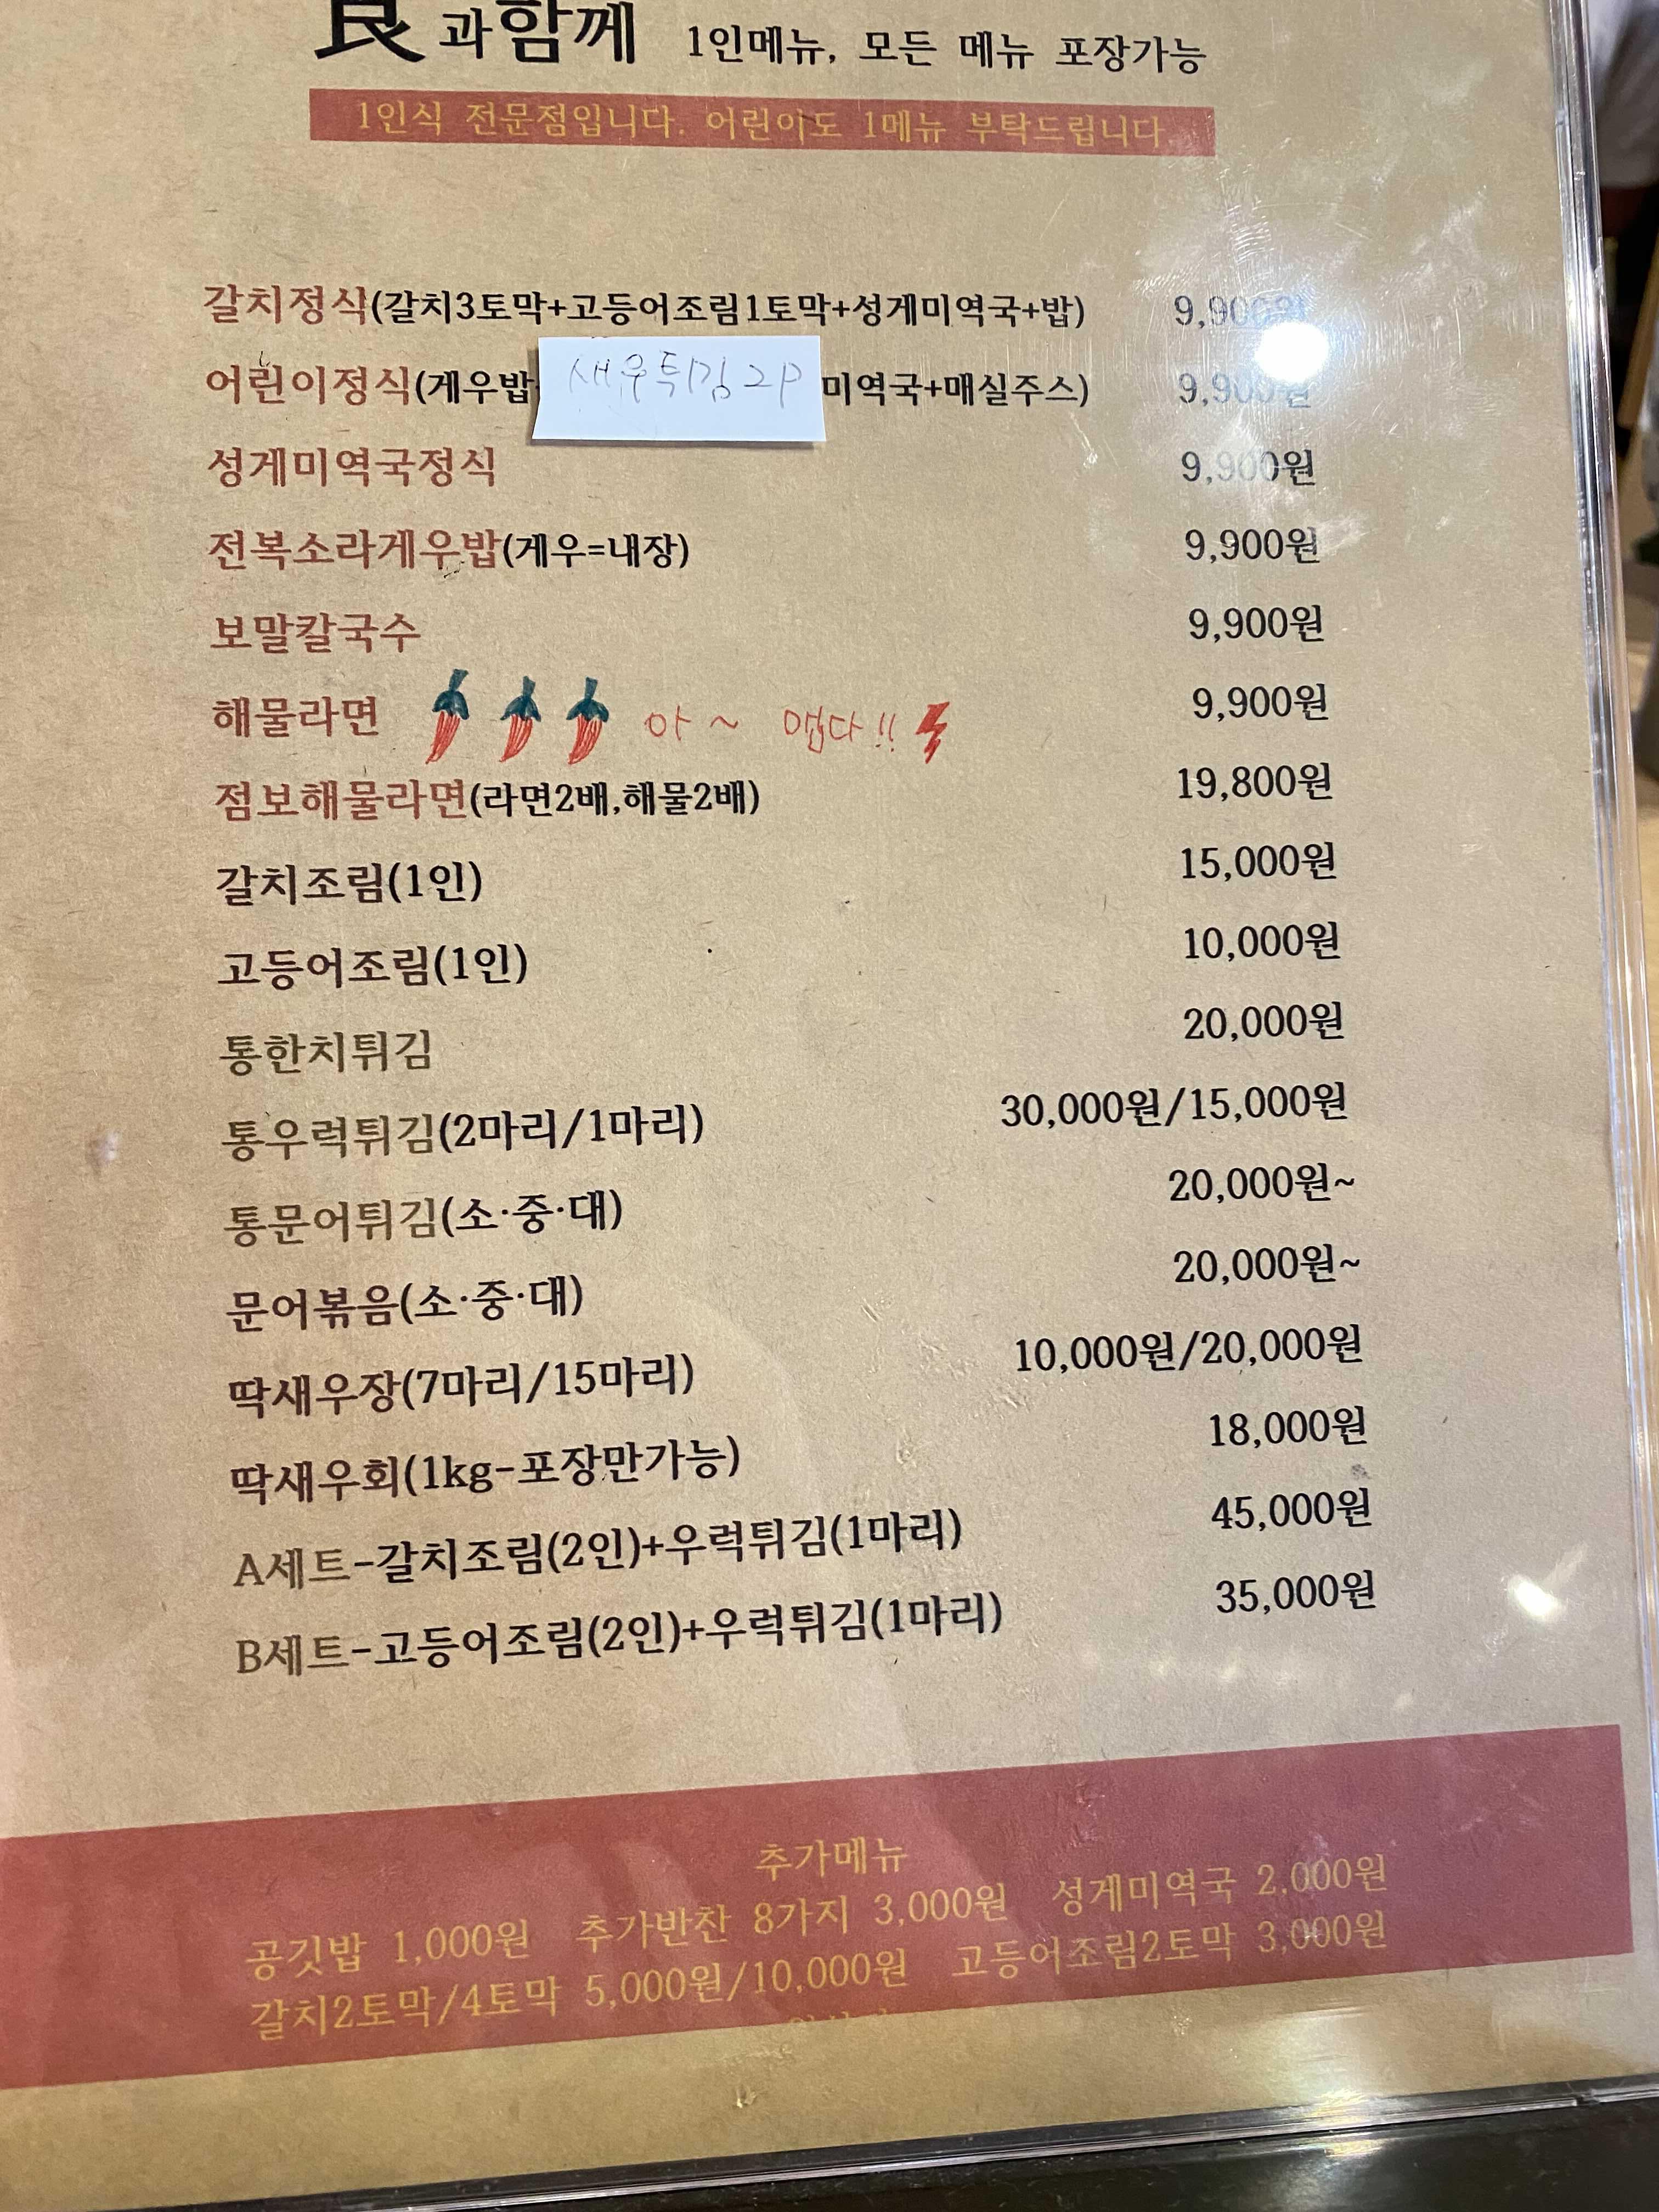 良과함께 1인메뉴, 모든 메뉴 포장가능
1인식 전문점입니다. 어린이도 1메뉴 부탁드립니다.
갈치정식(갈치3토막+고등어조림1토막+성게미역국+밥) 9,900원
어린이정식(게우밥 새우튀김2P 미역국+매실주스) 9,900원
성게미역국정식 9,900원
전복소라게우밥(게우=내장) 9,900원
보말칼국수 9,900원
해물라면 아~ 맵다!! 9,900원
점보해물라면(라면2배,해물2배) 19,800원
갈치조림(1인) 15,000원
고등어조림(1인) 10,000원
통한치튀김 20,000원
통우럭튀김(2마리/1마리) 30,000원/15,000원
통문어튀김(소·중·대) 20,000원~
문어볶음(소·중·대) 20,000원~
딱새우장(7마리/15마리) 10,000원/20,000원
딱새우회(1kg-포장만가능) 18,000원
A세트-갈치조림(2인)+우럭튀김(1마리) 45,000원
B세트-고등어조림(2인)+우럭튀김(1마리) 35,000원
추가메뉴
공깃밥 1,000원 추가반찬 8가지 3,000원 성게미역국 2,000원
갈치2토막/4토막 5,000원/10,000원 고등어조림2토막 3,000원